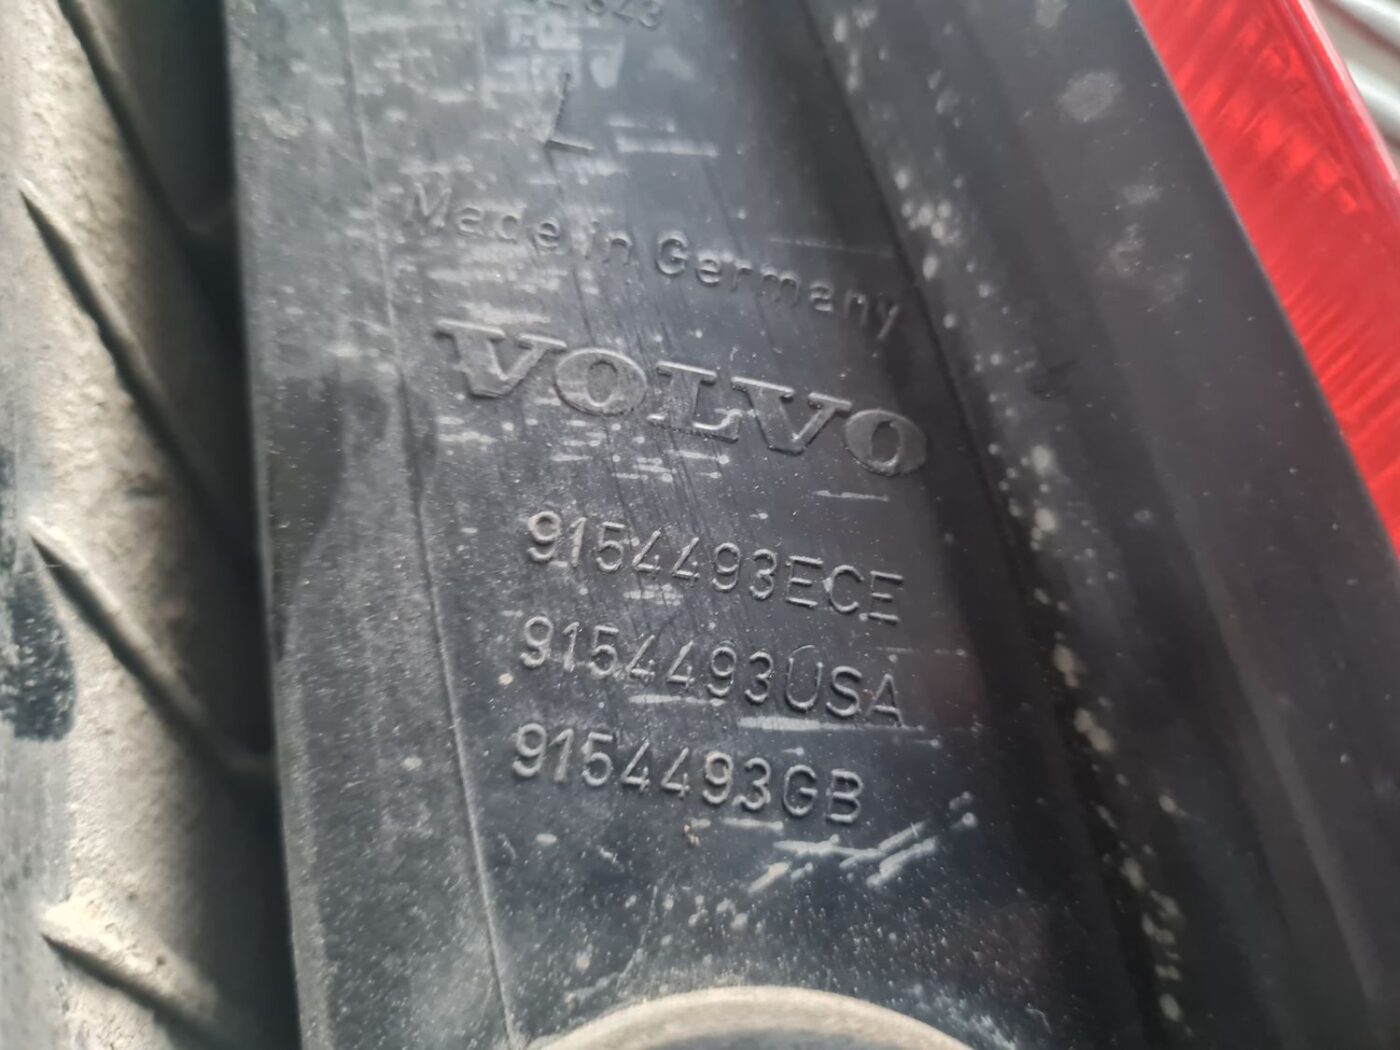 L
Made in Germany
VOLVO
9154493ECE
9154493USA
9154493GB